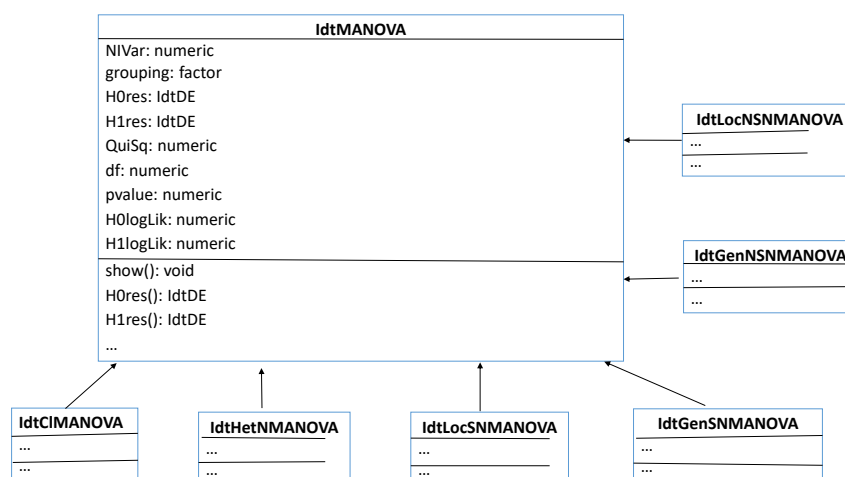 IdtMANOVA
NIVar: numeric
grouping: factor
H0res: IdtDE
H1res: IdtDE
QuiSq: numeric
df: numeric
pvalue: numeric
H0logLik: numeric
H1logLik: numeric
show(): void
H0res(): IdtDE
H1res(): IdtDE
...
IdtLocNSNMANOVA
...
...
IdtGenNSNMANOVA
...
...
IdtClMANOVA
...
...
IdtHetNMANOVA
...
...
IdtLocSNMANOVA
...
...
IdtGenSNMANOVA
...
...